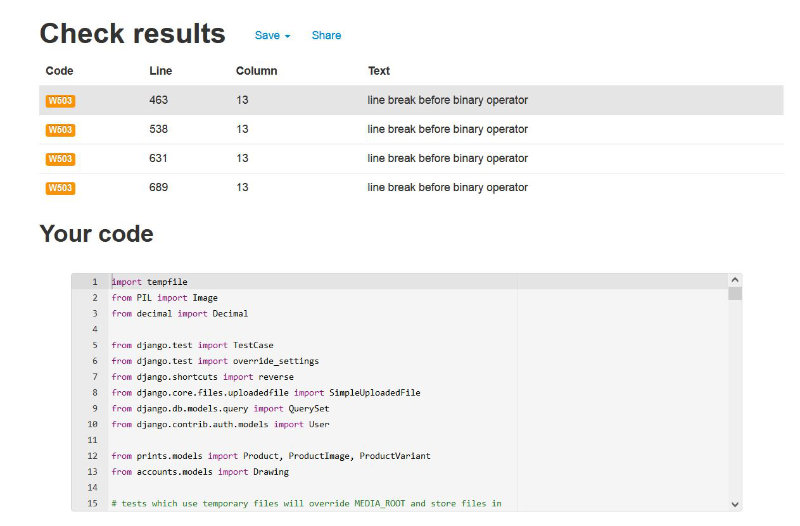 Check results Save Share
Code Line Column Text
W503 463 13 line break before binary operator
W503 538 13 line break before binary operator
W503 631 13 line break before binary operator
W503 689 13 line break before binary operator
Your code
1 import tempfile
2 from PIL import Image
3 from decimal import Decimal
4
5 from django.test import TestCase
6 from django.test import override_settings
7 from django.shortcuts import reverse
8 from django.core.files.uploadedfile import SimpleUploadedFile
9 from django.db.models.query import QuerySet
10 from django.contrib.auth.models import User
11
12 from prints.models import Product, ProductImage, ProductVariant
13 from accounts.models import Drawing
14
15 # tests which use temporary files will override MEDIA_ROOT and store files in